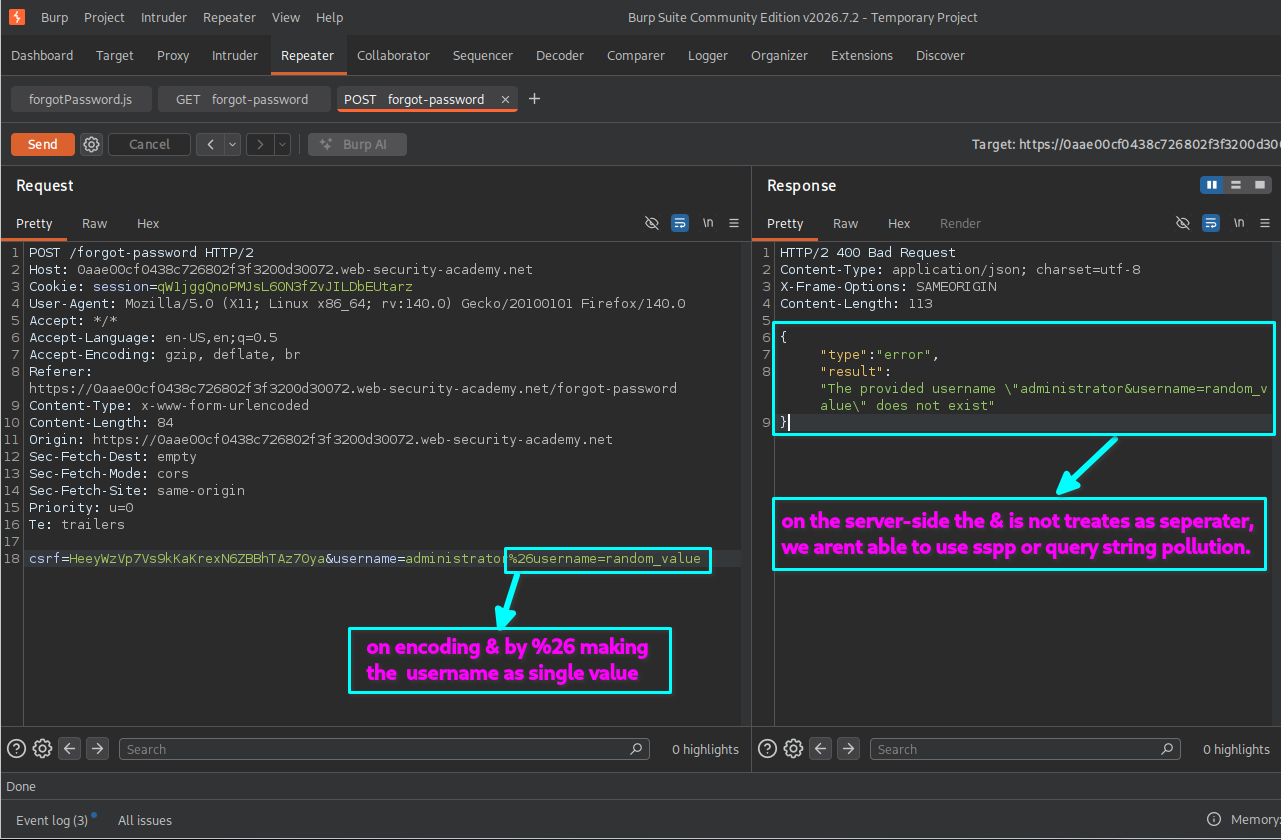 Burp Project Intruder Repeater View Help Burp Suite Community Edition v2026.7.2 - Temporary Project
Dashboard Target Proxy Intruder Repeater Collaborator Sequencer Decoder Comparer Logger Organizer Extensions Discover
forgotPassword.js GET forgot-password POST forgot-password × +
Send Cancel < > Burp AI Target: https://0aae00cf0438c726802f3f3200d30
Request
Pretty Raw Hex \n
1 POST /forgot-password HTTP/2
2 Host: 0aae00cf0438c726802f3f3200d30072.web-security-academy.net
3 Cookie: session=qW1jggQnoPMJsL6ON3fZvJILDbEUtarz
4 User-Agent: Mozilla/5.0 (X11; Linux x86_64; rv:140.0) Gecko/20100101 Firefox/140.0
5 Accept: */*
6 Accept-Language: en-US,en;q=0.5
7 Accept-Encoding: gzip, deflate, br
8 Referer:
https://0aae00cf0438c726802f3f3200d30072.web-security-academy.net/forgot-password
9 Content-Type: x-www-form-urlencoded
10 Content-Length: 84
11 Origin: https://0aae00cf0438c726802f3f3200d30072.web-security-academy.net
12 Sec-Fetch-Dest: empty
13 Sec-Fetch-Mode: cors
14 Sec-Fetch-Site: same-origin
15 Priority: u=0
16 Te: trailers
17
18 csrf=HeeyWzVp7Vs9kKaKrexN6ZBBhTAz70ya&username=administrator%26username=random_value
on encoding & by %26 making
the username as single value
Response
Pretty Raw Hex Render \n
1 HTTP/2 400 Bad Request
2 Content-Type: application/json; charset=utf-8
3 X-Frame-Options: SAMEORIGIN
4 Content-Length: 113
5
6 {
7 "type":"error",
8 "result":
"The provided username \"administrator&username=random_v
alue\" does not exist"
9 }
on the server-side the & is not treates as seperater,
we arent able to use sspp or query string pollution.
Search 0 highlights
Search 0 highlights
Done
Event log (3) All issues Memory: